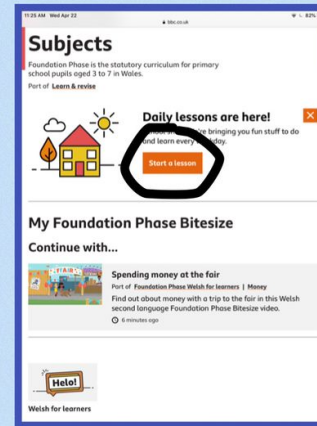 11:25 AM Wed Apr 22
bbc.co.uk
82%
Subjects
Foundation Phase is the statutory curriculum for primary
school pupils aged 3 to 7 in Wales.
Part of Learn & revise
Daily lessons are here!
're bringing you fun stuff to do
and learn every
Start a lesson
My Foundation Phase Bitesize
Continue with...
FAIR
Spending money at the fair
Part of Foundation Phase Welsh for learners | Money
Find out about money with a trip to the fair in this Welsh
second language Foundation Phase Bitesize video.
6 minutes ago
Helo!
Welsh for learners